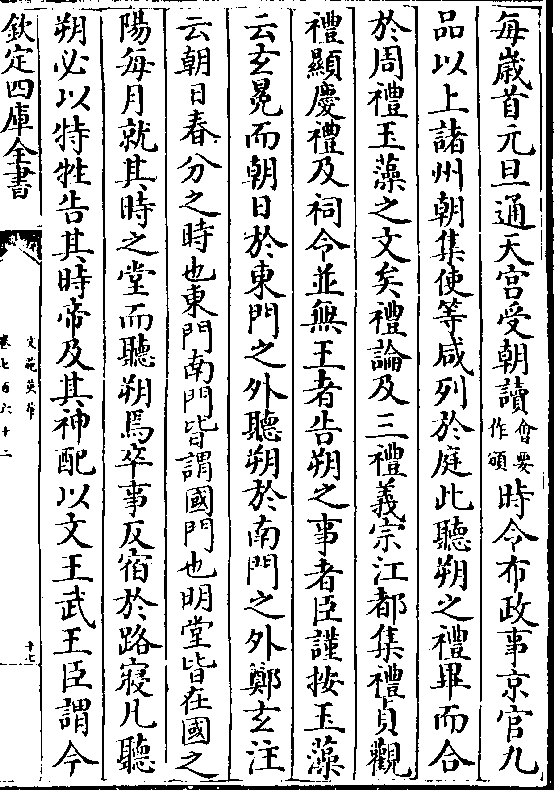 每嵗首元旦通天宫受朝讀會要作頒時令布政事京官九
品以上諸州朝集使等咸列於庭此聽朔之禮畢而合
於周禮玉藻之文矣禮論及三禮義宗江都集禮貞觀
禮顯慶禮及祠令並無王者告朔之事者臣謹按玉藻
云玄冕而朝日於東門之外聽朔於南門之外鄭玄注
云朝日春分之時也東門南門皆謂國門也明堂皆在國之
陽每月就其時之堂而聽朔焉卒事反宿於路寢凡聽
朔必以特牲告其時帝及其神配以文王武王臣謂今
欽定四庫全書
文苑英華
卷七百六十二
十七